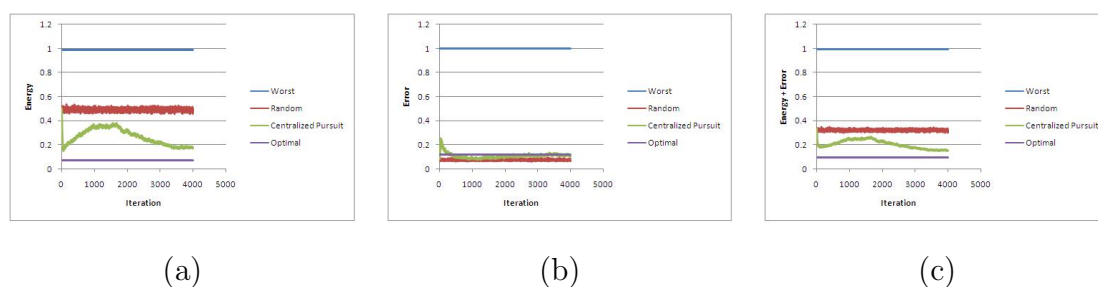 1.2
1
0.8
0.6
0.4
0.2
0
Energy
0 1000 2000 3000 4000 5000
Iteration
Worst
Random
Centralized Pursuit
Optimal
(a)
1.2
1
0.8
0.6
0.4
0.2
0
Error
0 1000 2000 3000 4000 5000
Iteration
Worst
Random
Centralized Pursuit
Optimal
(b)
1.2
1
0.8
0.6
0.4
0.2
0
Energy + Error
0 1000 2000 3000 4000 5000
Iteration
Worst
Random
Centralized Pursuit
Optimal
(c)